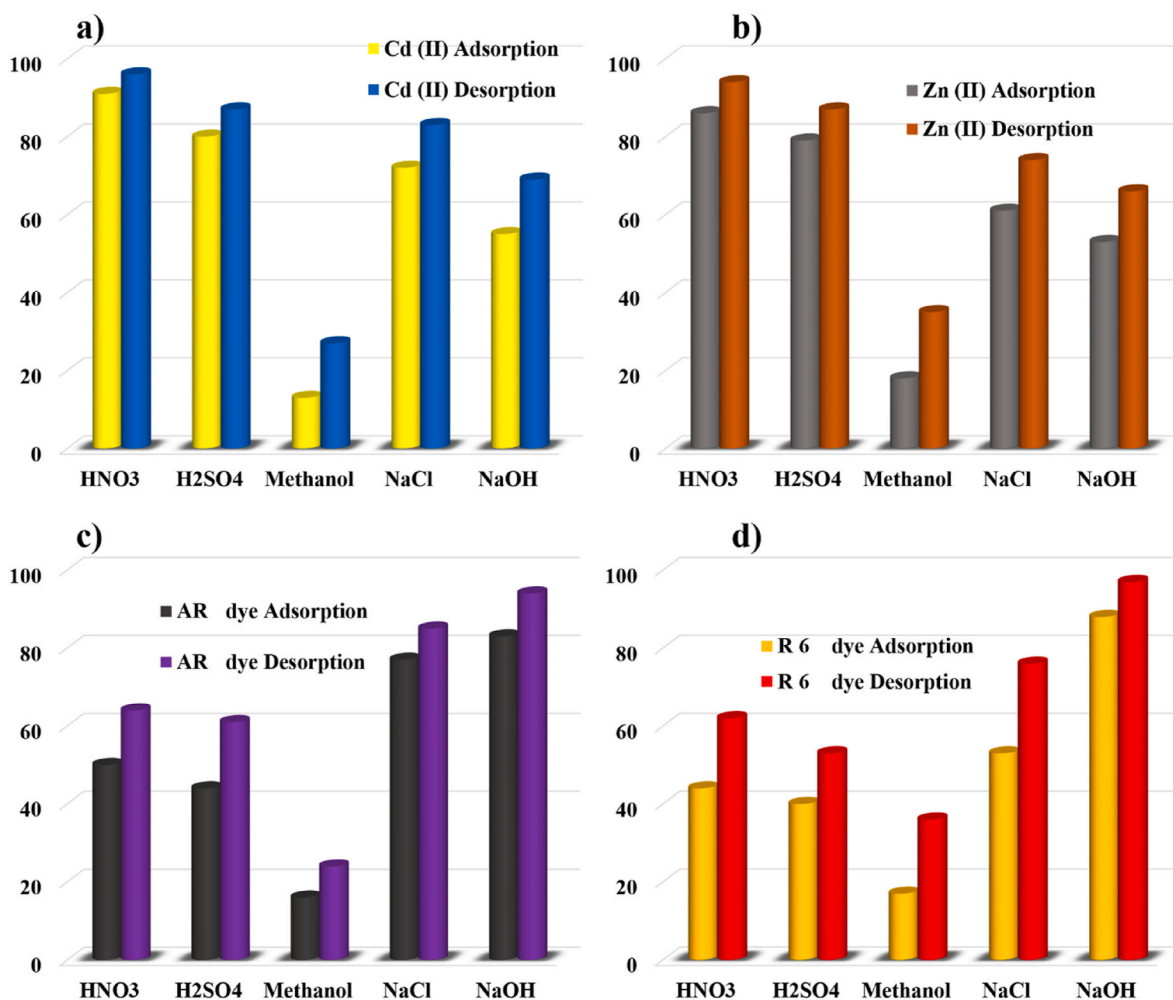 a)
Cd (II) Adsorption
Cd (II) Desorption
100
80
60
40
20
0
HNO3 H2SO4 Methanol NaCl NaOH
b)
Zn (II) Adsorption
Zn (II) Desorption
100
80
60
40
20
0
HNO3 H2SO4 Methanol NaCl NaOH
c)
AR dye Adsorption
AR dye Desorption
100
80
60
40
20
0
HNO3 H2SO4 Methanol NaCl NaOH
d)
R 6 dye Adsorption
R 6 dye Desorption
100
80
60
40
20
0
HNO3 H2SO4 Methanol NaCl NaOH